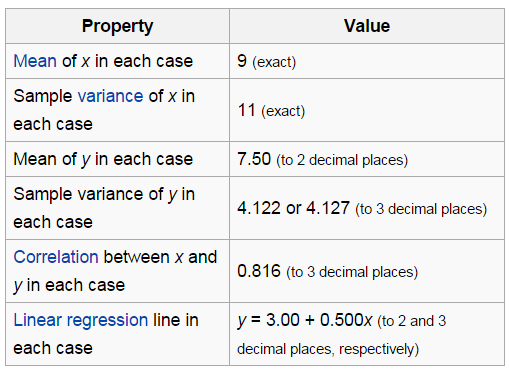 Property Value
Mean of x in each case 9 (exact)
Sample variance of x in
each case
11 (exact)
Mean of y in each case 7.50 (to 2 decimal places)
Sample variance of y in
each case
4.122 or 4.127 (to 3 decimal places)
Correlation between x and
y in each case
0.816 (to 3 decimal places)
Linear regression line in
each case
y = 3.00 + 0.500x (to 2 and 3
decimal places, respectively)